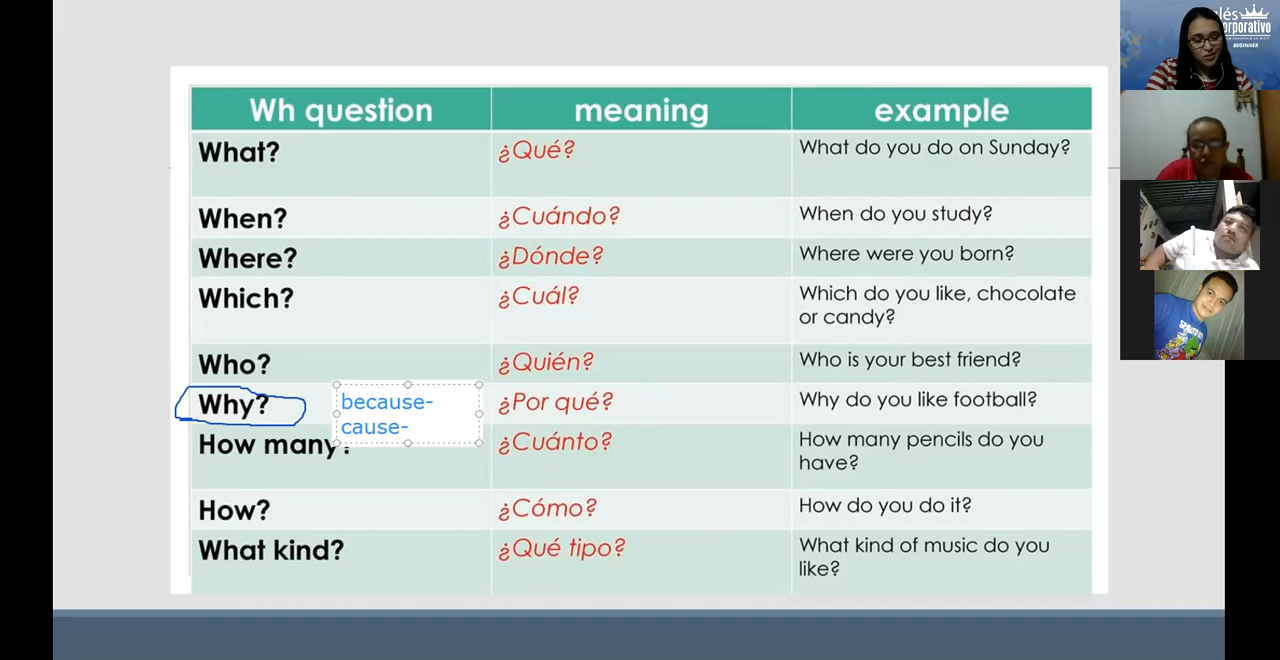 Wh question
meaning
example
What?
¿Qué?
What do you do on Sunday?
When?
¿Cuándo?
When do you study?
Where?
¿Dónde?
Where were you born?
Which?
¿Cuál?
Which do you like, chocolate
or candy?
Who?
¿Quién?
Who is your best friend?
Why?
because-
cause-
¿Por qué?
Why do you like football?
How many?
¿Cuánto?
How many pencils do you
have?
How?
¿Cómo?
How do you do it?
What kind?
¿Qué tipo?
What kind of music do you
like?
BEGINNER